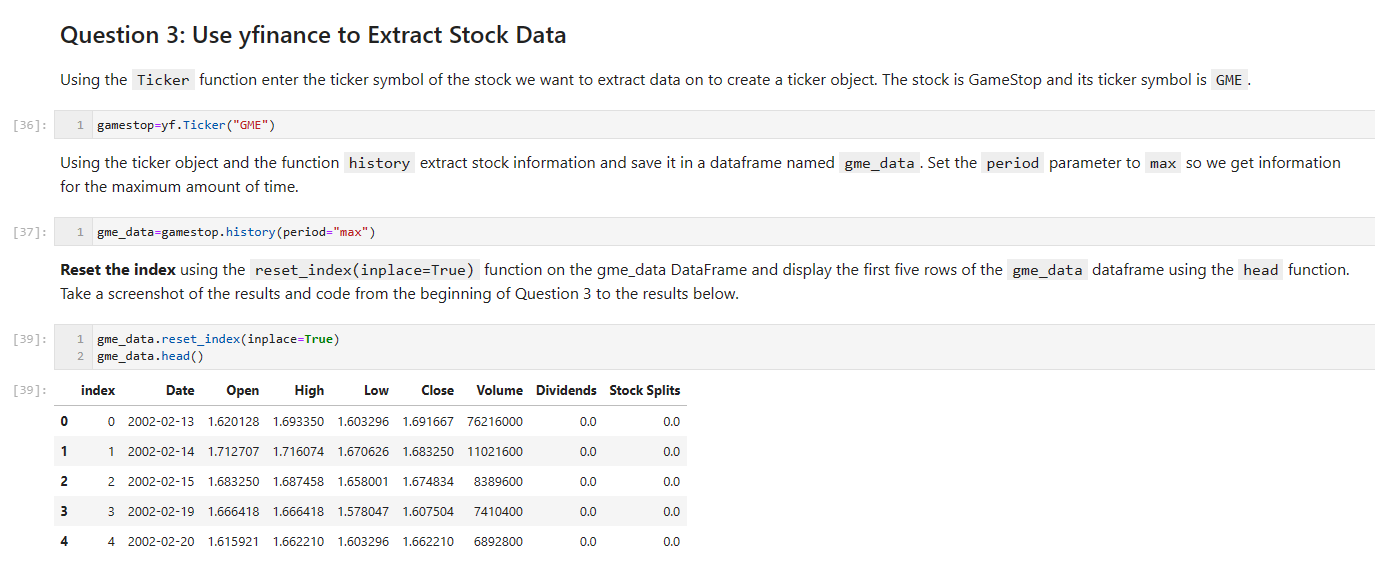 Question 3: Use yfinance to Extract Stock Data
Using the Ticker function enter the ticker symbol of the stock we want to extract data on to create a ticker object. The stock is GameStop and its ticker symbol is GME.
[36]: 1 gamestop=yf.Ticker("GME")
Using the ticker object and the function history extract stock information and save it in a dataframe named gme_data. Set the period parameter to max so we get information
for the maximum amount of time.
[37]: 1 gme_data=gamestop.history(period="max")
Reset the index using the reset_index(inplace=True) function on the gme_data DataFrame and display the first five rows of the gme_data dataframe using the head function.
Take a screenshot of the results and code from the beginning of Question 3 to the results below.
[39]: 1 gme_data.reset_index(inplace=True)
2 gme_data.head()
[39]: index Date Open High Low Close Volume Dividends Stock Splits
0 0 2002-02-13 1.620128 1.693350 1.603296 1.691667 76216000 0.0 0.0
1 1 2002-02-14 1.712707 1.716074 1.670626 1.683250 11021600 0.0 0.0
2 2 2002-02-15 1.683250 1.687458 1.658001 1.674834 8389600 0.0 0.0
3 3 2002-02-19 1.666418 1.666418 1.578047 1.607504 7410400 0.0 0.0
4 4 2002-02-20 1.615921 1.662210 1.603296 1.662210 6892800 0.0 0.0